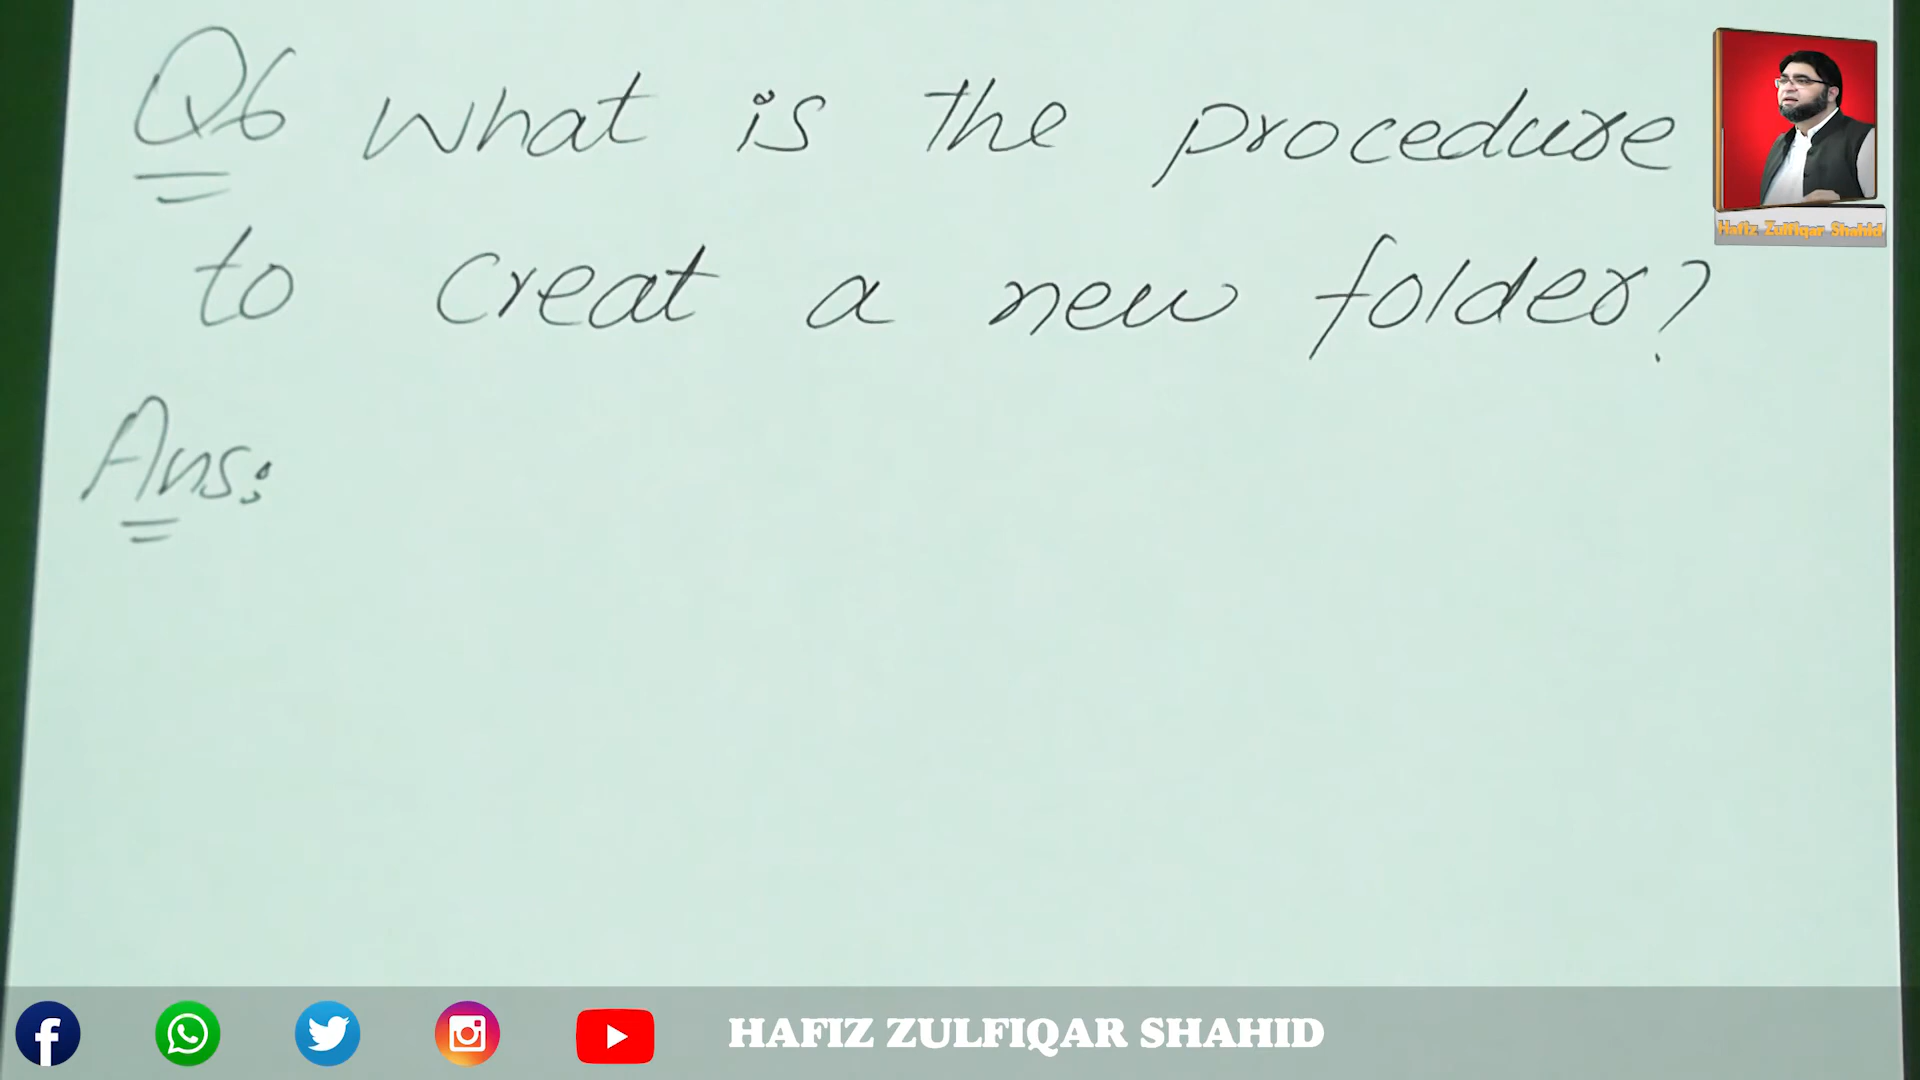 Q6 What is the procedure
to creat a new folder?
Ans:
Hafiz Zulfiqar Shahid
HAFIZ ZULFIQAR SHAHID